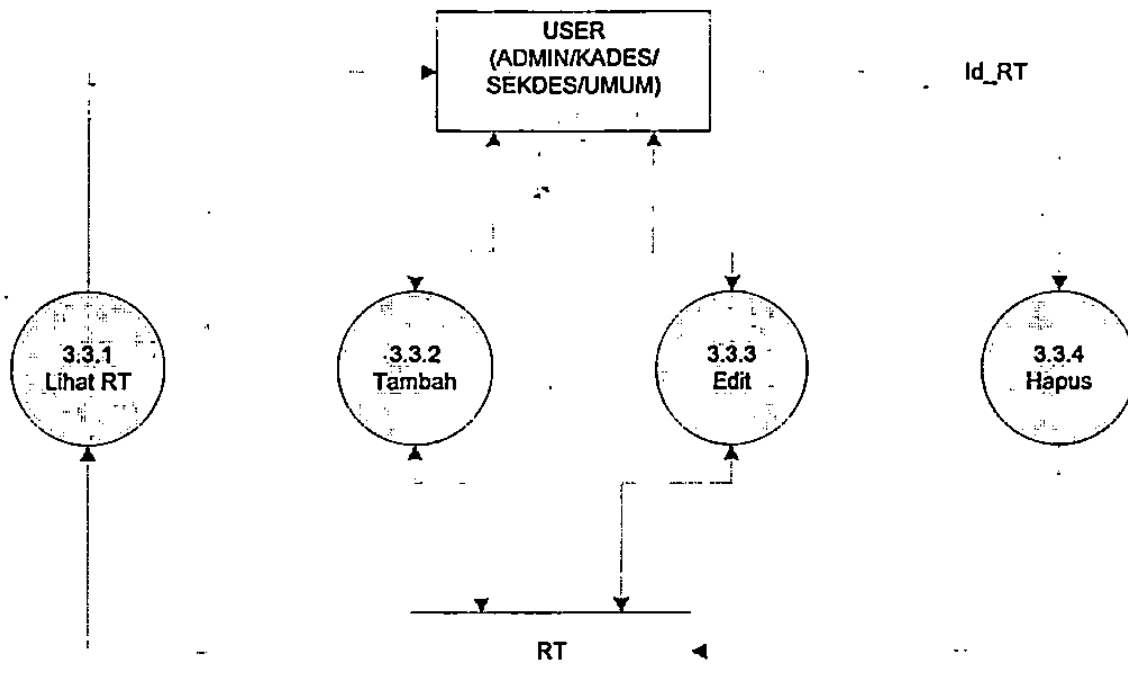 USER
(ADMIN/KADES/
SEKDES/UMUM)
Id_RT
3.3.1
Lihat RT
3.3.2
Tambah
3.3.3
Edit
3.3.4
Hapus
RT